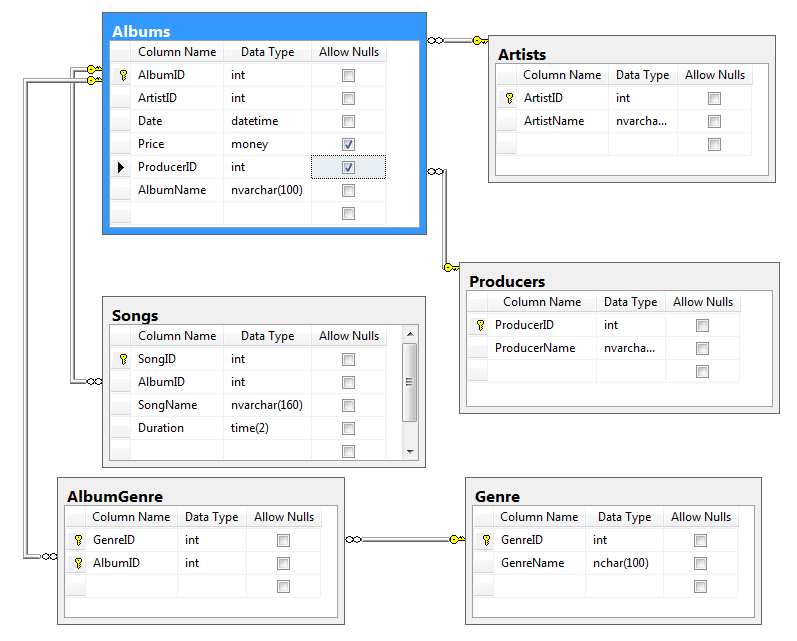 Albums
Column Name Data Type Allow Nulls
AlbumID int
ArtistID int
Date datetime
Price money
ProducerID int
AlbumName nvarchar(100)
Artists
Column Name Data Type Allow Nulls
ArtistID int
ArtistName nvarcha...
Producers
Column Name Data Type Allow Nulls
ProducerID int
ProducerName nvarcha...
Songs
Column Name Data Type Allow Nulls
SongID int
AlbumID int
SongName nvarchar(160)
Duration time(2)
AlbumGenre
Column Name Data Type Allow Nulls
GenreID int
AlbumID int
Genre
Column Name Data Type Allow Nulls
GenreID int
GenreName nchar(100)